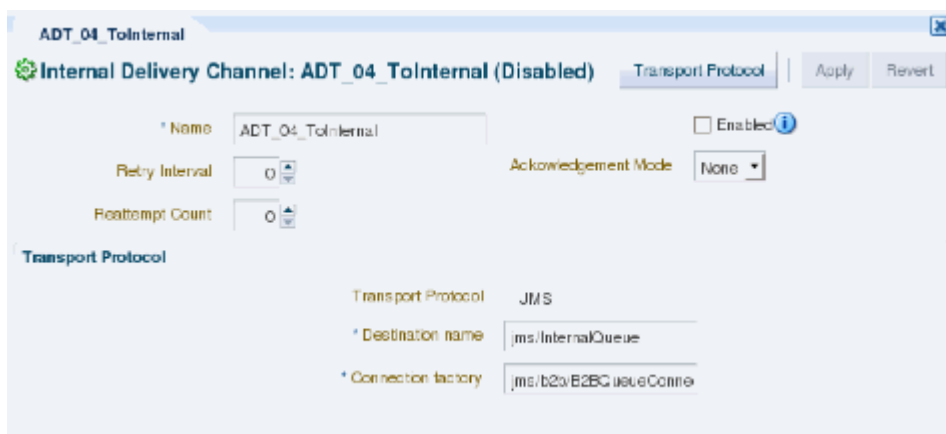 ADT_04_ToInternal
Internal Delivery Channel: ADT_04_ToInternal (Disabled) Transport Protocol Apply Revert
* Name ADT_04_ToInternal Enabled
Retry Interval 0 Ackowledgement Mode None
Reattempt Count 0
Transport Protocol
Transport Protocol JMS
* Destination name jms/InternalQueue
* Connection factory jms/b2b/B2BQueueConne